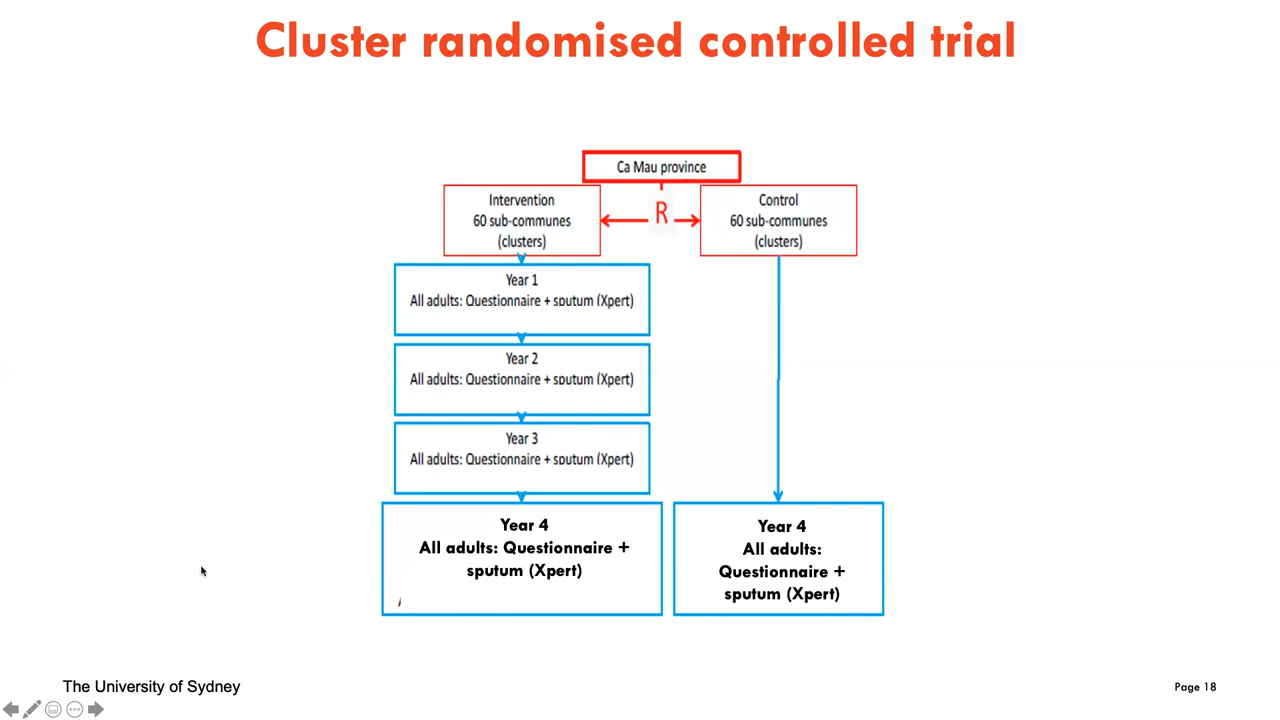 Cluster randomised controlled trial
Ca Mau province
Intervention
60 sub-communes
(clusters)
R
Control
60 sub-communes
(clusters)
Year 1
All adults: Questionnaire + sputum (Xpert)
Year 2
All adults: Questionnaire + sputum (Xpert)
Year 3
All adults: Questionnaire + sputum (Xpert)
Year 4
All adults: Questionnaire +
sputum (Xpert)
Year 4
All adults:
Questionnaire +
sputum (Xpert)
The University of Sydney
Page 18